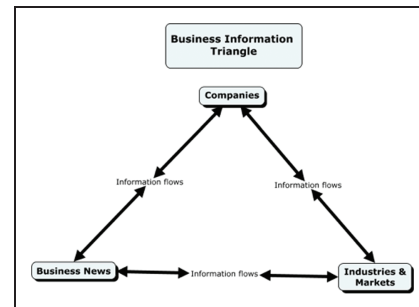 Business Information
Triangle
Companies
Information flows
Information flows
Business News
Information flows
Industries &
Markets